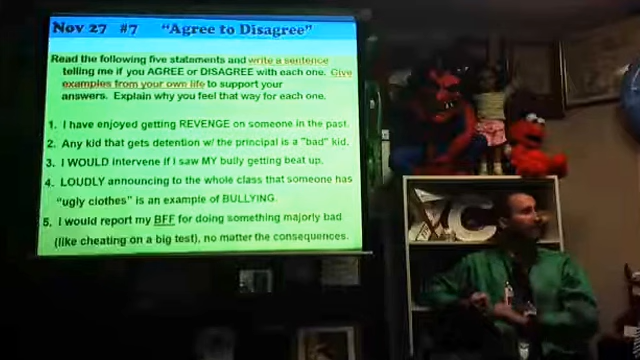 Nov 27 #7 "Agree to Disagree"
Read the following five statements and write a sentence
telling me if you AGREE or DISAGREE with each one. Give
examples from your own life to support your
answers. Explain why you feel that way for each one.
1. I have enjoyed getting REVENGE on someone in the past.
2. Any kid that gets detention w/ the principal is a "bad" kid.
3. I WOULD intervene if I saw MY bully getting beat up.
4. LOUDLY announcing to the whole class that someone has
"ugly clothes" is an example of BULLYING.
5. I would report my BFF for doing something majorly bad
(like cheating on a big test), no matter the consequences.